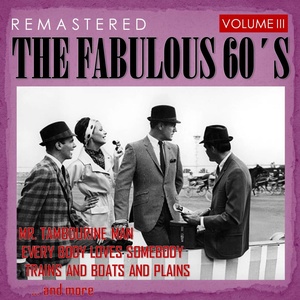 REMASTERED
VOLUME III
THE FABULOUS 60´S
MR. TAMBOURINE MAN
EVERY BODY LOVES SOMEBODY
TRAINS AND BOATS AND PLAINS
... and more